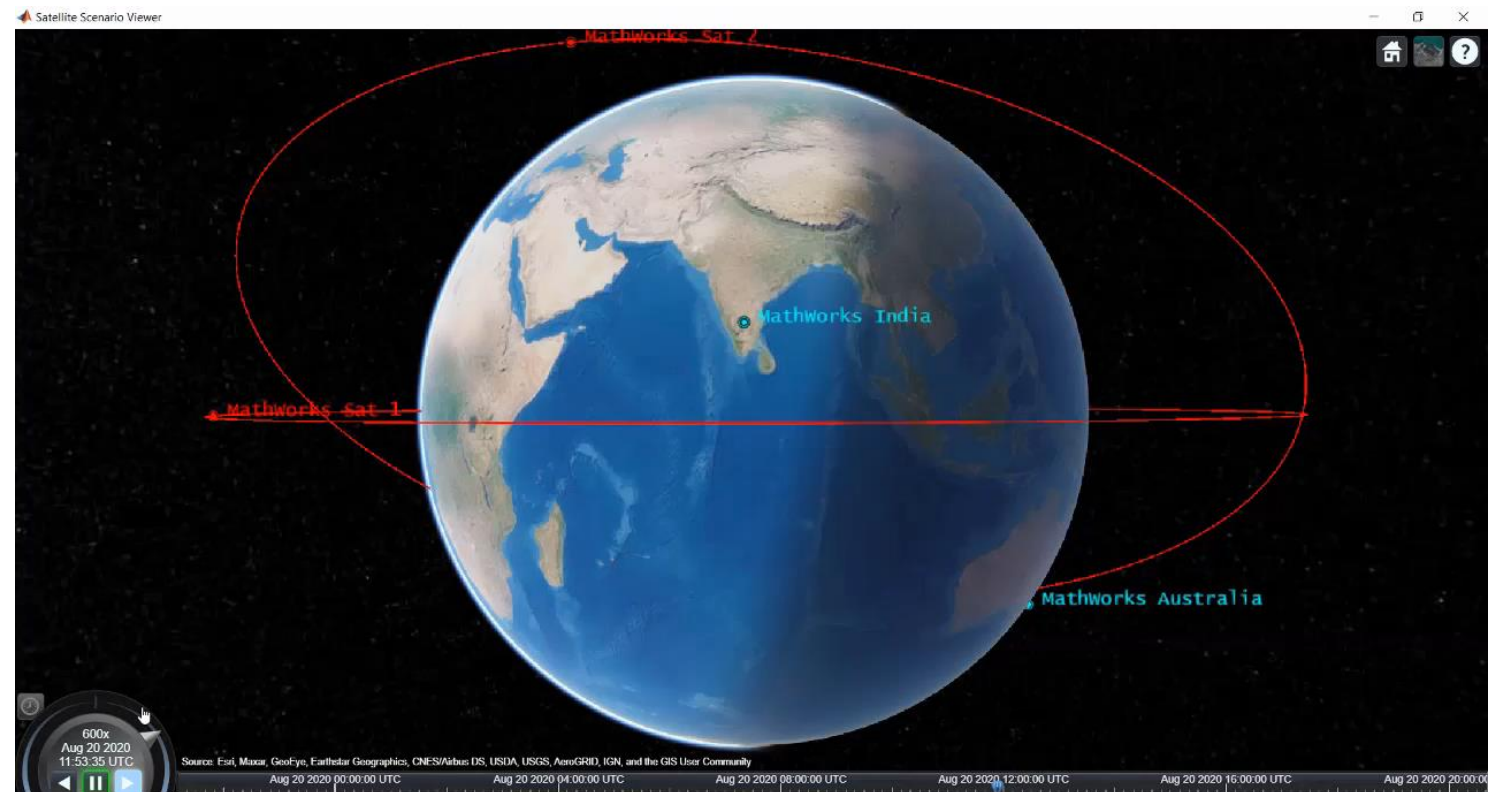 Satellite Scenario Viewer
MathWorks Sat 2
MathWorks India
MathWorks Sat 1
MathWorks Australia
600x
Aug 20 2020
11:53:35 UTC
Source: Esri, Maxar, GeoEye, Earthstar Geographics, CNES/Airbus DS, USDA, USGS, AeroGRID, IGN, and the GIS User Community
Aug 20 2020 00:00:00 UTC Aug 20 2020 04:00:00 UTC Aug 20 2020 08:00:00 UTC Aug 20 2020 12:00:00 UTC Aug 20 2020 16:00:00 UTC Aug 20 2020 20:00:00